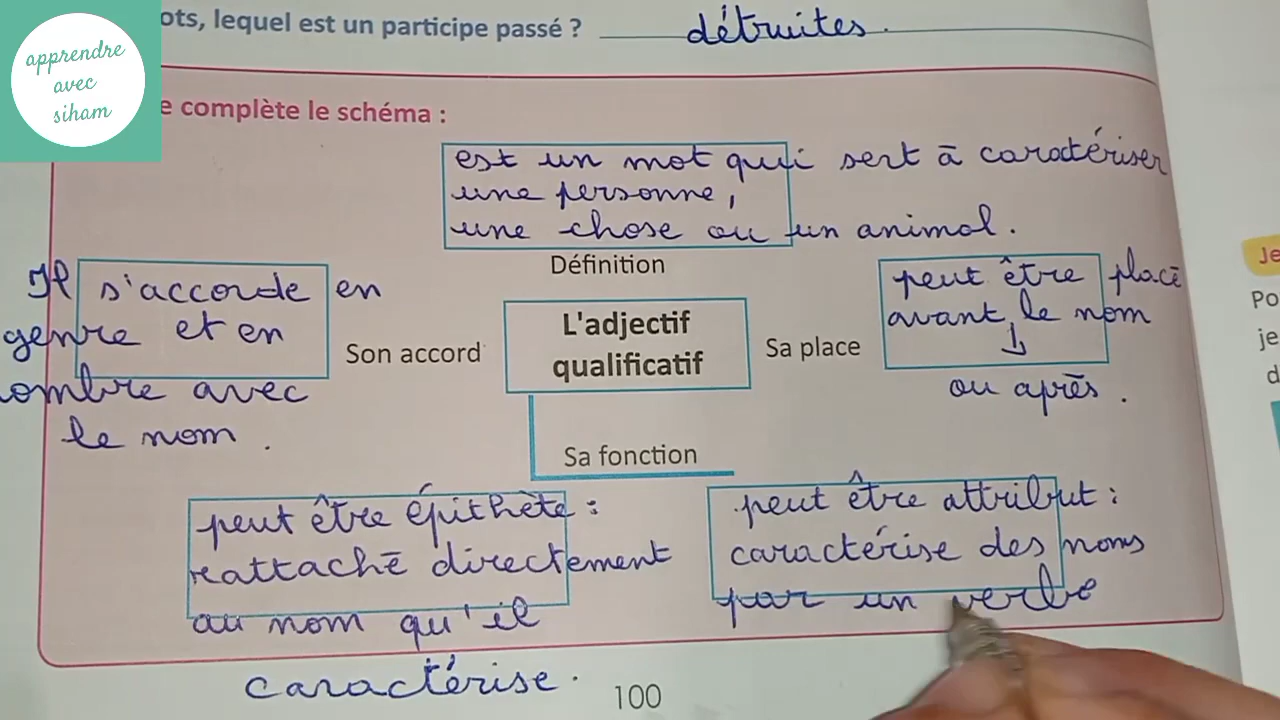 apprendre
avec
siham
ots, lequel est un participe passé ? détruites.
e complète le schéma :
est un mot qui sert à caractériser
une personne,
une chose ou un animal.
Définition
Il s'accorde en
genre et en
ombre avec
le nom.
Son accord
L'adjectif
qualificatif
Sa place
peut être placé
avant le nom
ou après.
Sa fonction
peut être épithète :
rattaché directement
au nom qu'il
caractérise.
peut être attribut :
caractérise des noms
par un verbe
100
Je
Po
je
d